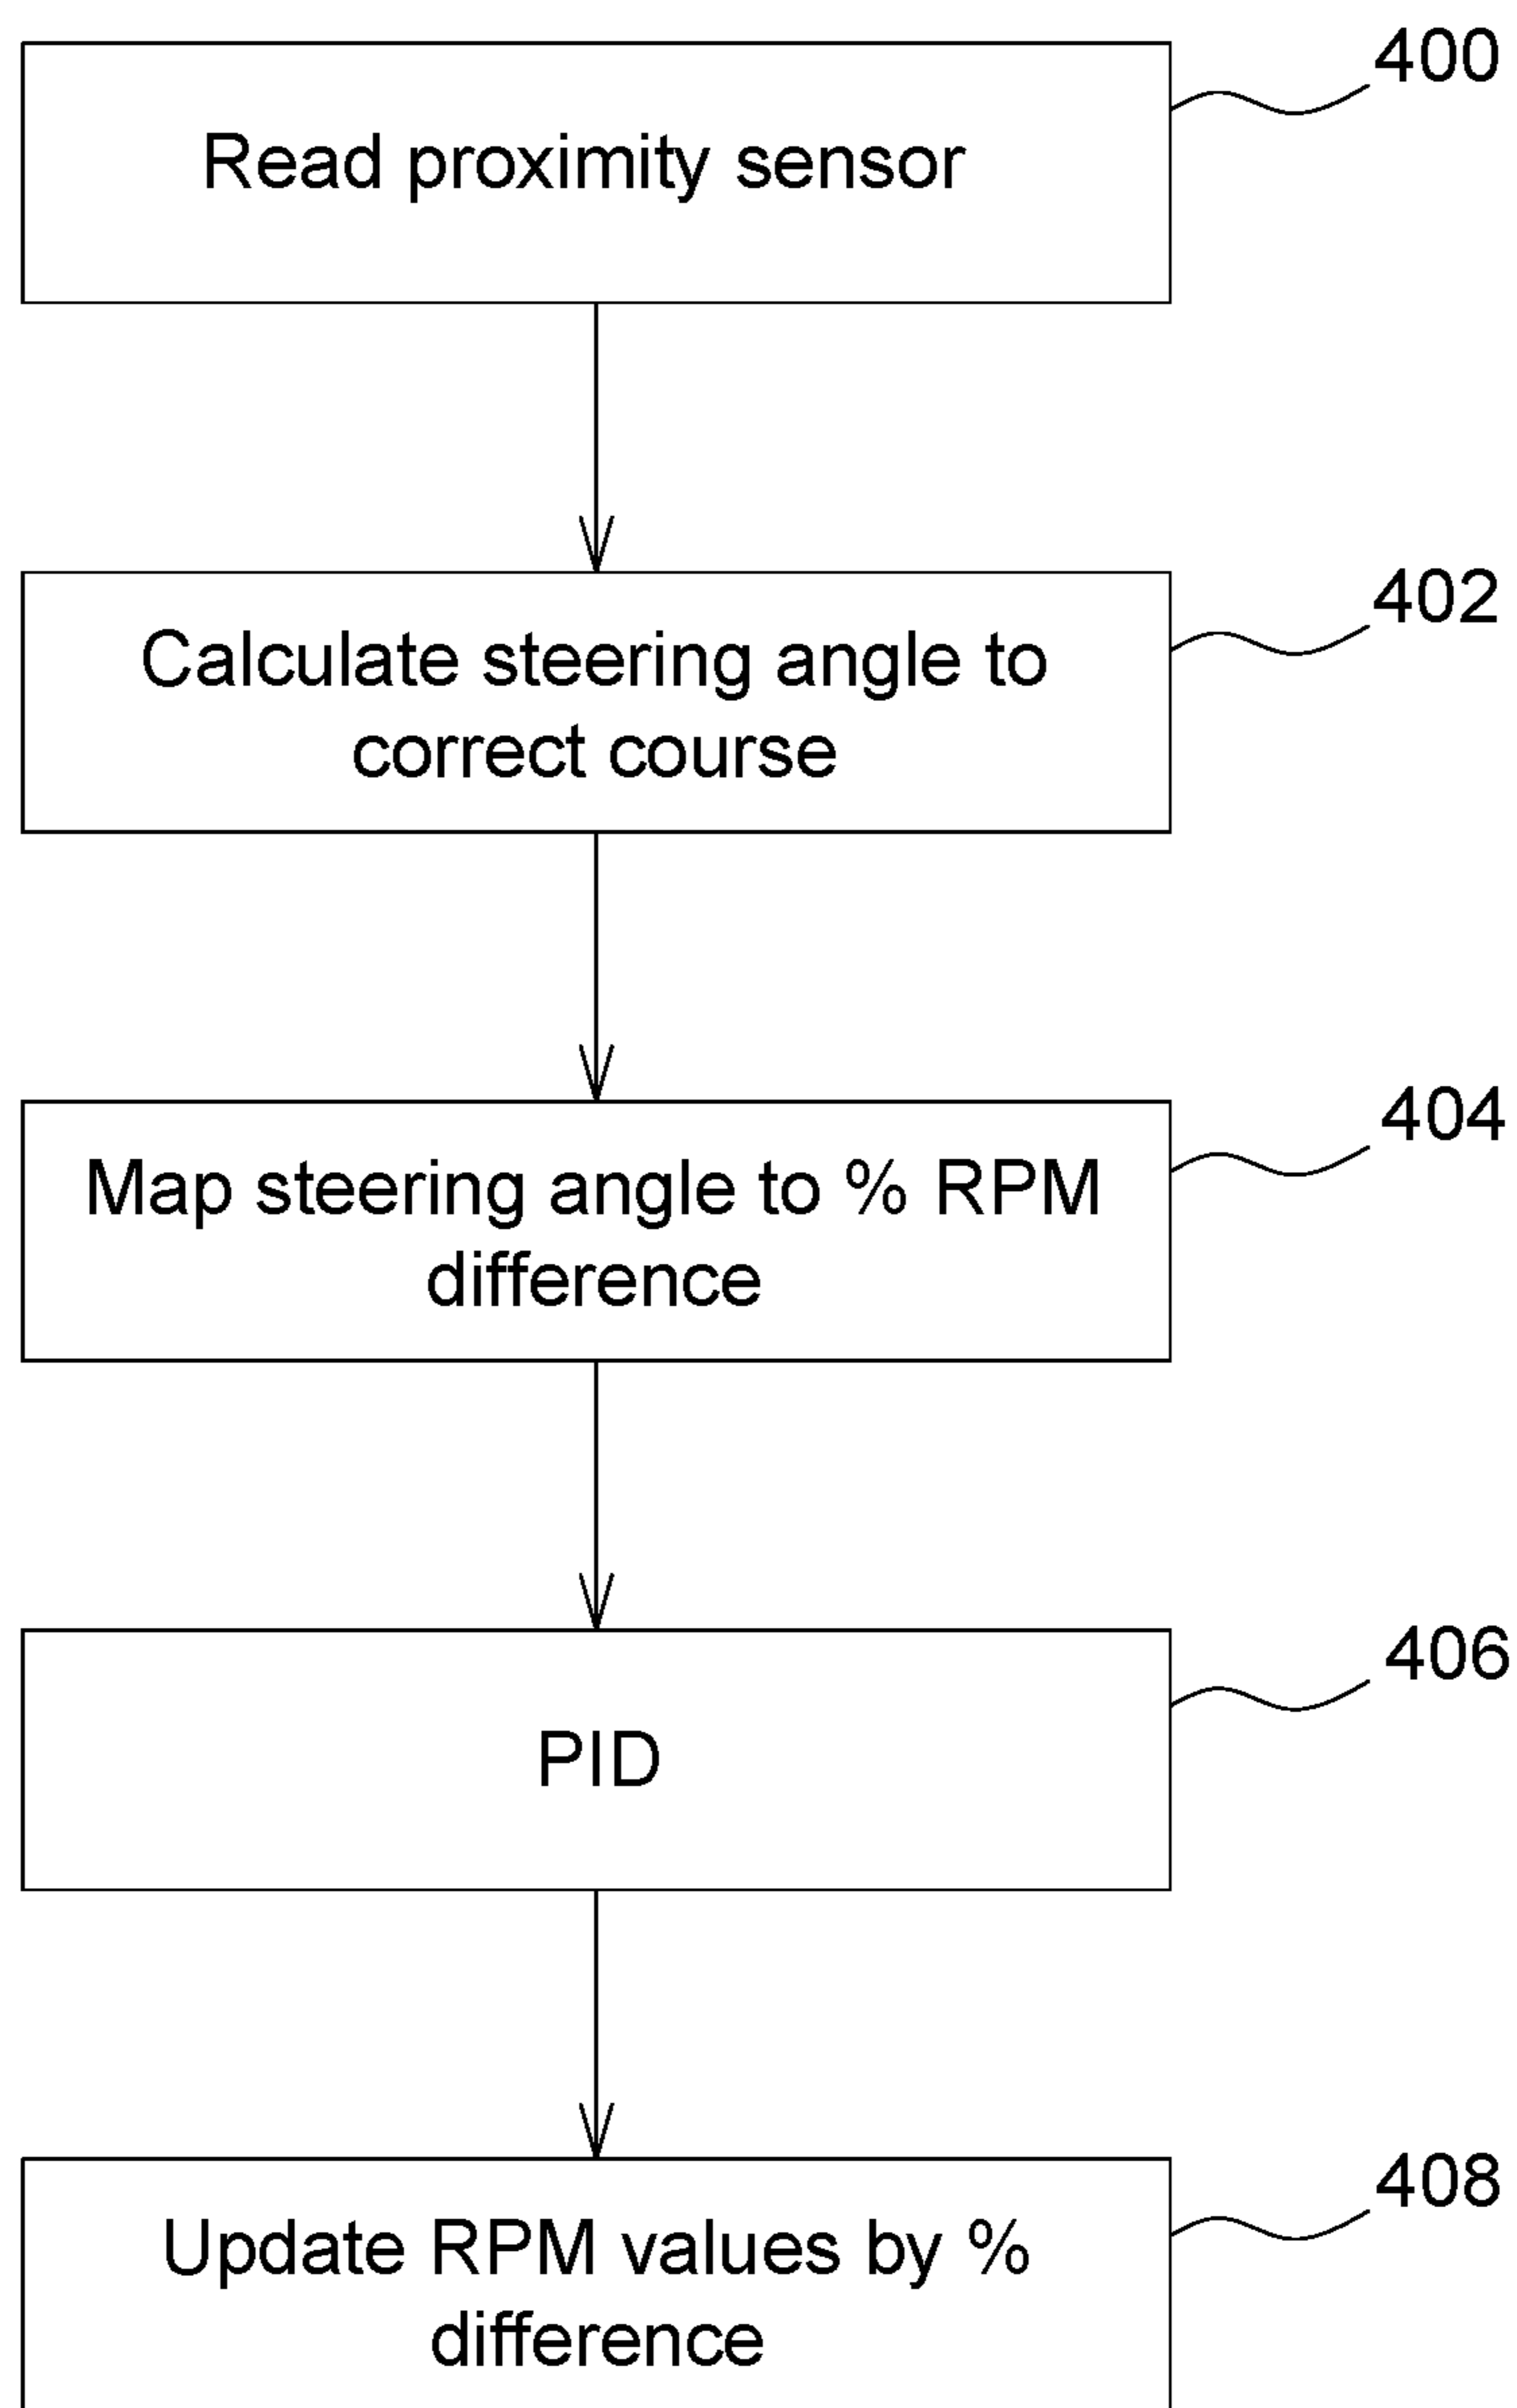 400
Read proximity sensor
402
Calculate steering angle to
correct course
404
Map steering angle to % RPM
difference
406
PID
408
Update RPM values by %
difference